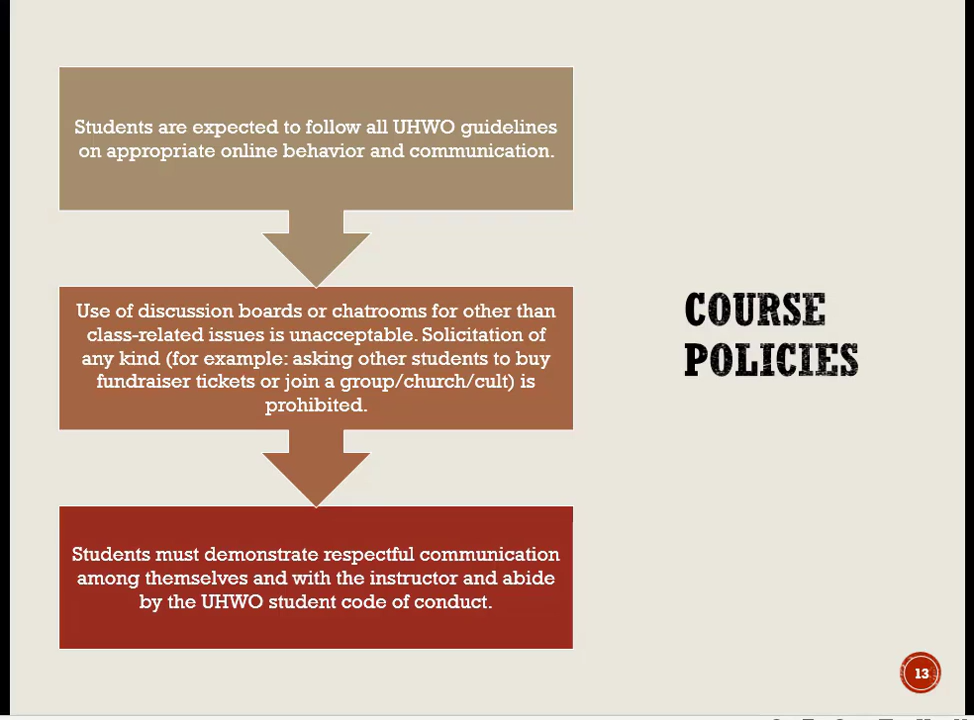 Students are expected to follow all UHWO guidelines
on appropriate online behavior and communication.
Use of discussion boards or chatrooms for other than
class-related issues is unacceptable. Solicitation of
any kind (for example: asking other students to buy
fundraiser tickets or join a group/church/cult) is
prohibited.
Students must demonstrate respectful communication
among themselves and with the instructor and abide
by the UHWO student code of conduct.
COURSE
POLICIES
13